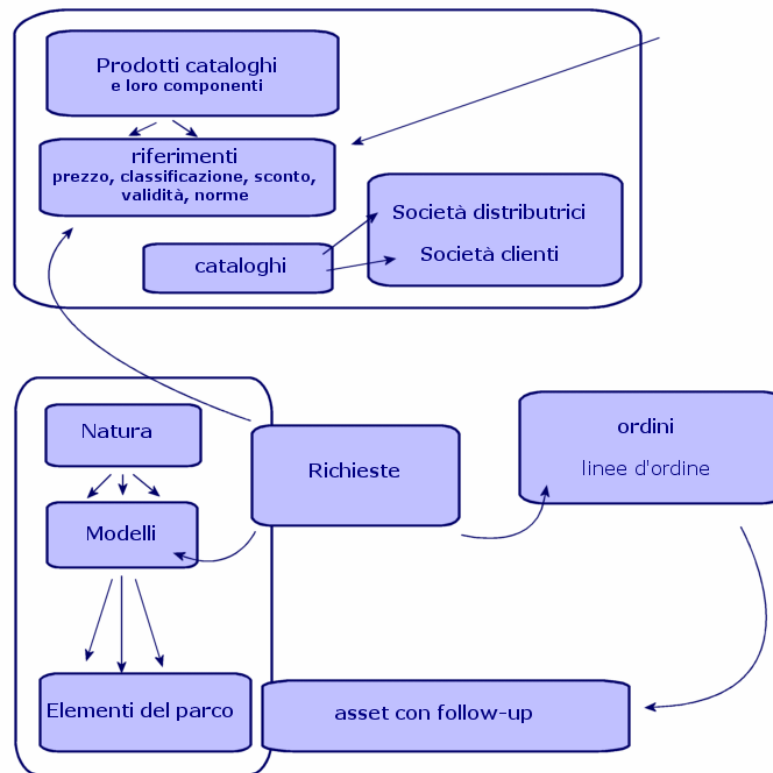 Prodotti cataloghi
e loro componenti
riferimenti
prezzo, classificazione, sconto,
validità, norme
Società distributrici
Società clienti
cataloghi
Natura
Modelli
Elementi del parco
Richieste
ordini
linee d'ordine
asset con follow-up